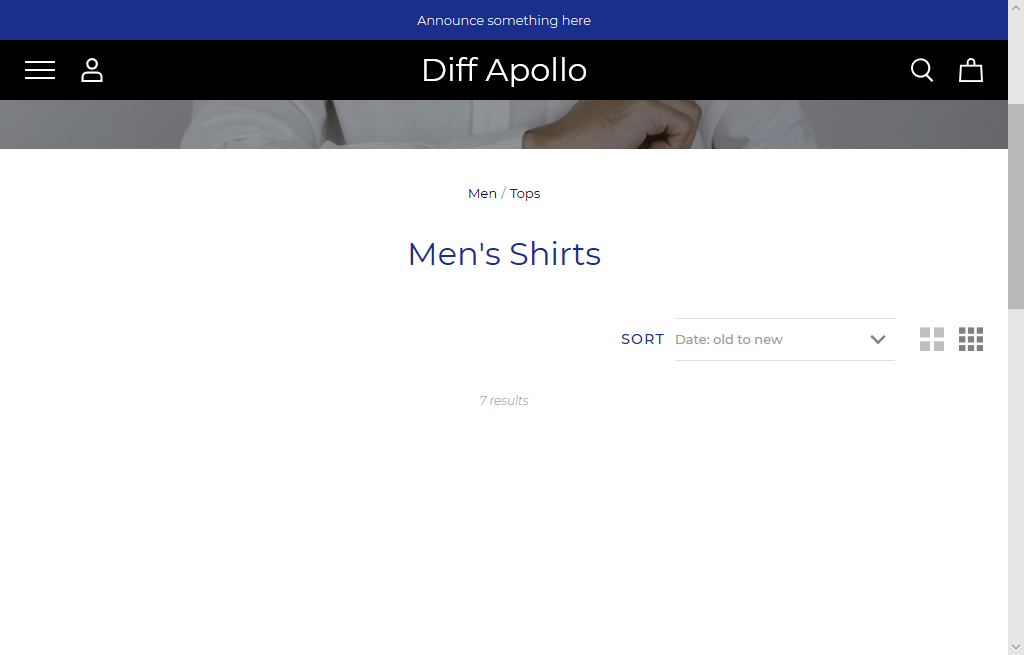 Announce something here
Diff Apollo
Men / Tops
Men's Shirts
SORT Date: old to new
7 results